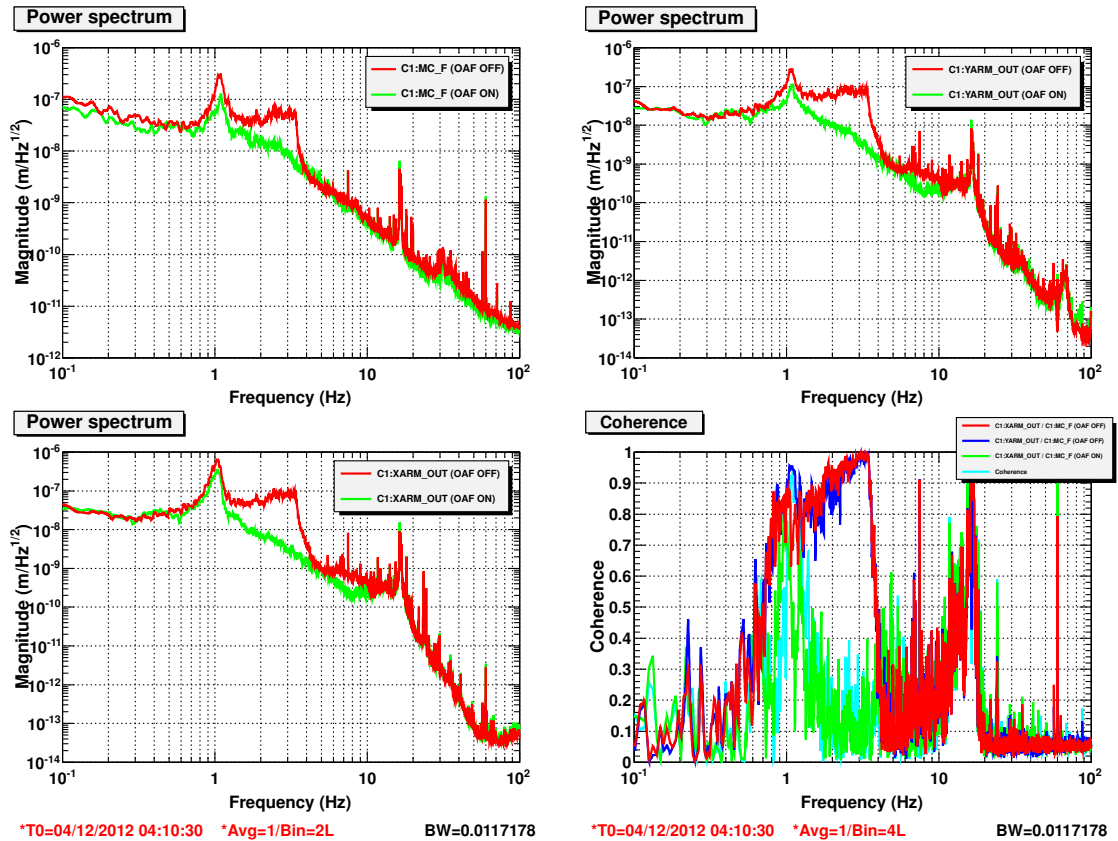 Power spectrum
10^-6
10^-7
10^-8
10^-9
10^-10
10^-11
10^-12
Magnitude (m/Hz^1/2)
C1:MC_F (OAF OFF)
C1:MC_F (OAF ON)
10^-1
1
10
10^2
Frequency (Hz)
Power spectrum
10^-6
10^-7
10^-8
10^-9
10^-10
10^-11
10^-12
10^-13
10^-14
Magnitude (m/Hz^1/2)
C1:YARM_OUT (OAF OFF)
C1:YARM_OUT (OAF ON)
10^-1
1
10
10^2
Frequency (Hz)
Power spectrum
10^-6
10^-7
10^-8
10^-9
10^-10
10^-11
10^-12
10^-13
10^-14
Magnitude (m/Hz^1/2)
C1:XARM_OUT (OAF OFF)
C1:XARM_OUT (OAF ON)
10^-1
1
10
10^2
Frequency (Hz)
*T0=04/12/2012 04:10:30 *Avg=1/Bin=2L BW=0.0117178
Coherence
1
0.9
0.8
0.7
0.6
0.5
0.4
0.3
0.2
0.1
0
Coherence
C1:XARM_OUT / C1:MC_F (OAF OFF)
C1:YARM_OUT / C1:MC_F (OAF OFF)
C1:XARM_OUT / C1:MC_F (OAF ON)
Coherence
10^-1
1
10
10^2
Frequency (Hz)
*T0=04/12/2012 04:10:30 *Avg=1/Bin=4L BW=0.0117178